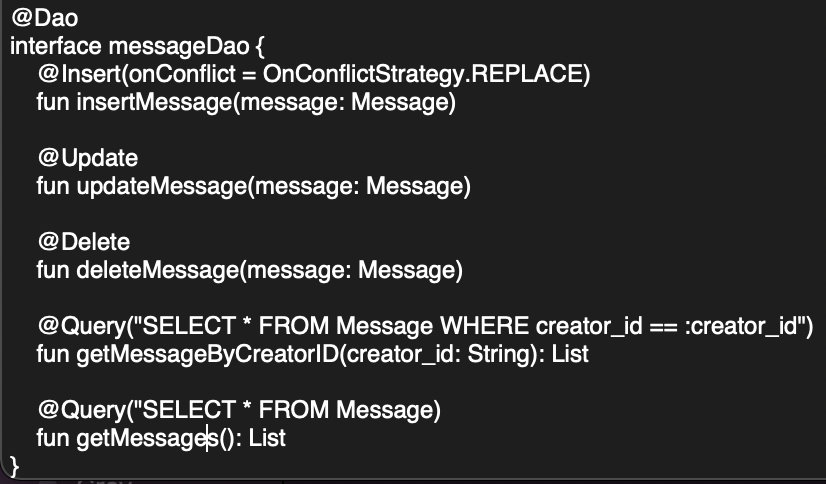 @Dao
interface messageDao {
@Insert(onConflict = OnConflictStrategy.REPLACE)
fun insertMessage(message: Message)
@Update
fun updateMessage(message: Message)
@Delete
fun deleteMessage(message: Message)
@Query("SELECT * FROM Message WHERE creator_id == :creator_id")
fun getMessageByCreatorID(creator_id: String): List
@Query("SELECT * FROM Message)
fun getMessages(): List
}